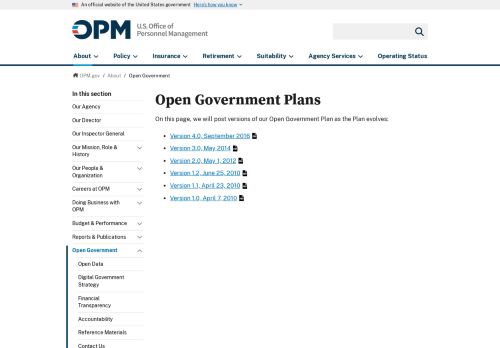 An official website of the United States government Here's how you know
OPM
U.S. Office of
Personnel Management
About Policy Insurance Retirement Suitability Agency Services Operating Status
OPM.gov / About / Open Government
In this section
Our Agency
Our Director
Our Inspector General
Our Mission, Role &
History
Our People &
Organization
Careers at OPM
Doing Business with
OPM
Budget & Performance
Reports & Publications
Open Government
Open Data
Digital Government
Strategy
Financial
Transparency
Accountability
Reference Materials
Contact Us
Open Government Plans
On this page, we will post versions of our Open Government Plan as the Plan evolves:
Version 4.0, September 2016
Version 3.0, May 2014
Version 2.0, May 1, 2012
Version 1.2, June 25, 2010
Version 1.1, April 23, 2010
Version 1.0, April 7, 2010